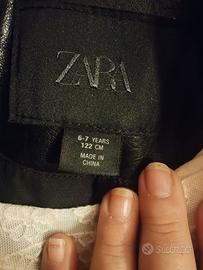 ZARA
6-7 YEARS
122 CM
MADE IN
CHINA
Subito.it